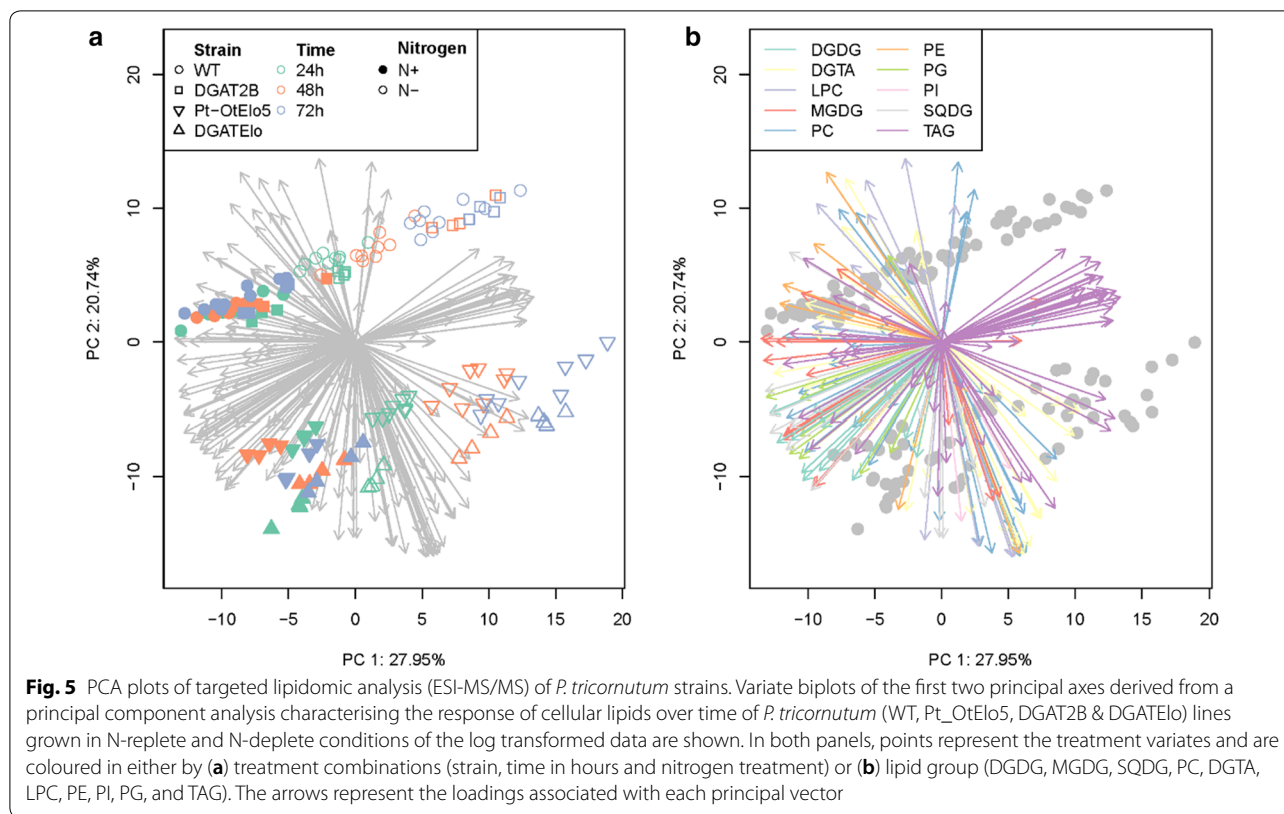 a
Strain Time Nitrogen
WT 24h N+
DGAT2B 48h N−
Pt−OtElo5 72h
DGATElo
20
10
0
−10
PC 2: 20.74%
−10 −5 0 5 10 15 20
PC 1: 27.95%
b
DGDG PE
DGTA PG
LPC PI
MGDG SQDG
PC TAG
20
10
0
−10
PC 2: 20.74%
−10 −5 0 5 10 15 20
PC 1: 27.95%
Fig. 5 PCA plots of targeted lipidomic analysis (ESI-MS/MS) of P. tricornutum strains. Variate biplots of the first two principal axes derived from a
principal component analysis characterising the response of cellular lipids over time of P. tricornutum (WT, Pt_OtElo5, DGAT2B & DGATElo) lines
grown in N-replete and N-deplete conditions of the log transformed data are shown. In both panels, points represent the treatment variates and are
coloured in either by (a) treatment combinations (strain, time in hours and nitrogen treatment) or (b) lipid group (DGDG, MGDG, SQDG, PC, DGTA,
LPC, PE, PI, PG, and TAG). The arrows represent the loadings associated with each principal vector